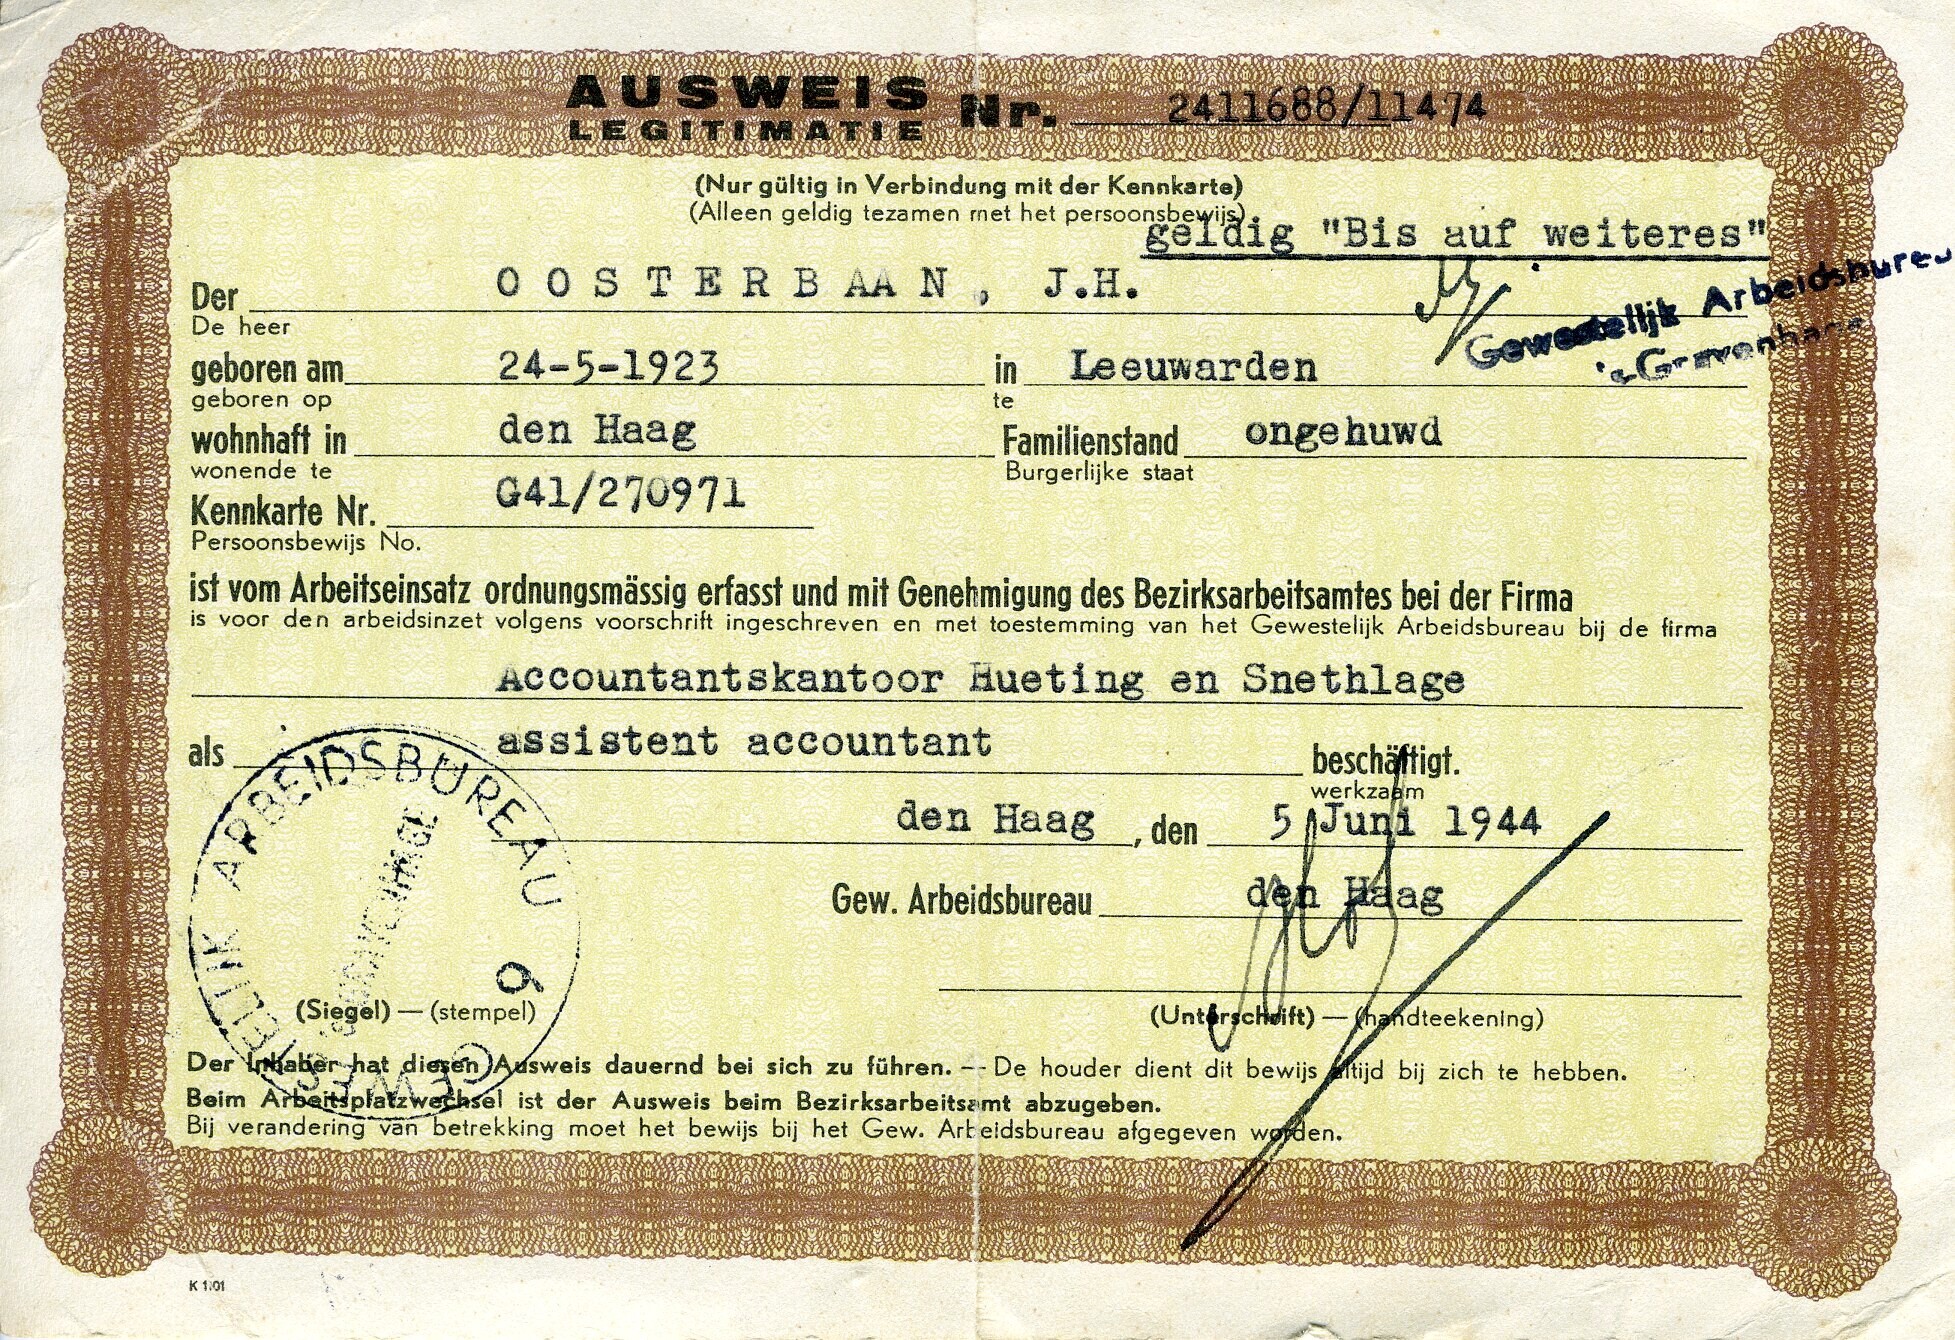 AUSWEIS Nr. 2411688/11474
LEGITIMATIE
(Nur gültig in Verbindung mit der Kennkarte)
(Alleen geldig tezamen met het persoonsbewijs)
geldig "Bis auf weiteres"
Gewestelijk Arbeidsbureau
's-Gravenhage
Der OOSTERBAAN, J.H.
De heer
geboren am 24-5-1923 in Leeuwarden
geboren op te
wohnhaft in den Haag Familienstand ongehuwd
wonende te Burgerlijke staat
Kennkarte Nr. G41/270971
Persoonsbewijs No.
ist vom Arbeitseinsatz ordnungsmässig erfasst und mit Genehmigung des Bezirksarbeitsamtes bei der Firma
is voor den arbeidsinzet volgens voorschrift ingeschreven en met toestemming van het Gewestelijk Arbeidsbureau bij de firma
Accountantskantoor Hueting en Snethlage
als assistent accountant beschäftigt.
werkzaam
den Haag, den 5 Juni 1944
Gew. Arbeidsbureau den Haag
GEWESTELIJK ARBEIDSBUREAU 6
'S-GRAVENHAGE
(Siegel) — (stempel) (Unterschrift) — (handteekening)
Der Inhaber hat diesen Ausweis dauernd bei sich zu führen. — De houder dient dit bewijs altijd bij zich te hebben.
Beim Arbeitsplatzwechsel ist der Ausweis beim Bezirksarbeitsamt abzugeben.
Bij verandering van betrekking moet het bewijs bij het Gew. Arbeidsbureau afgegeven worden.
K 1701